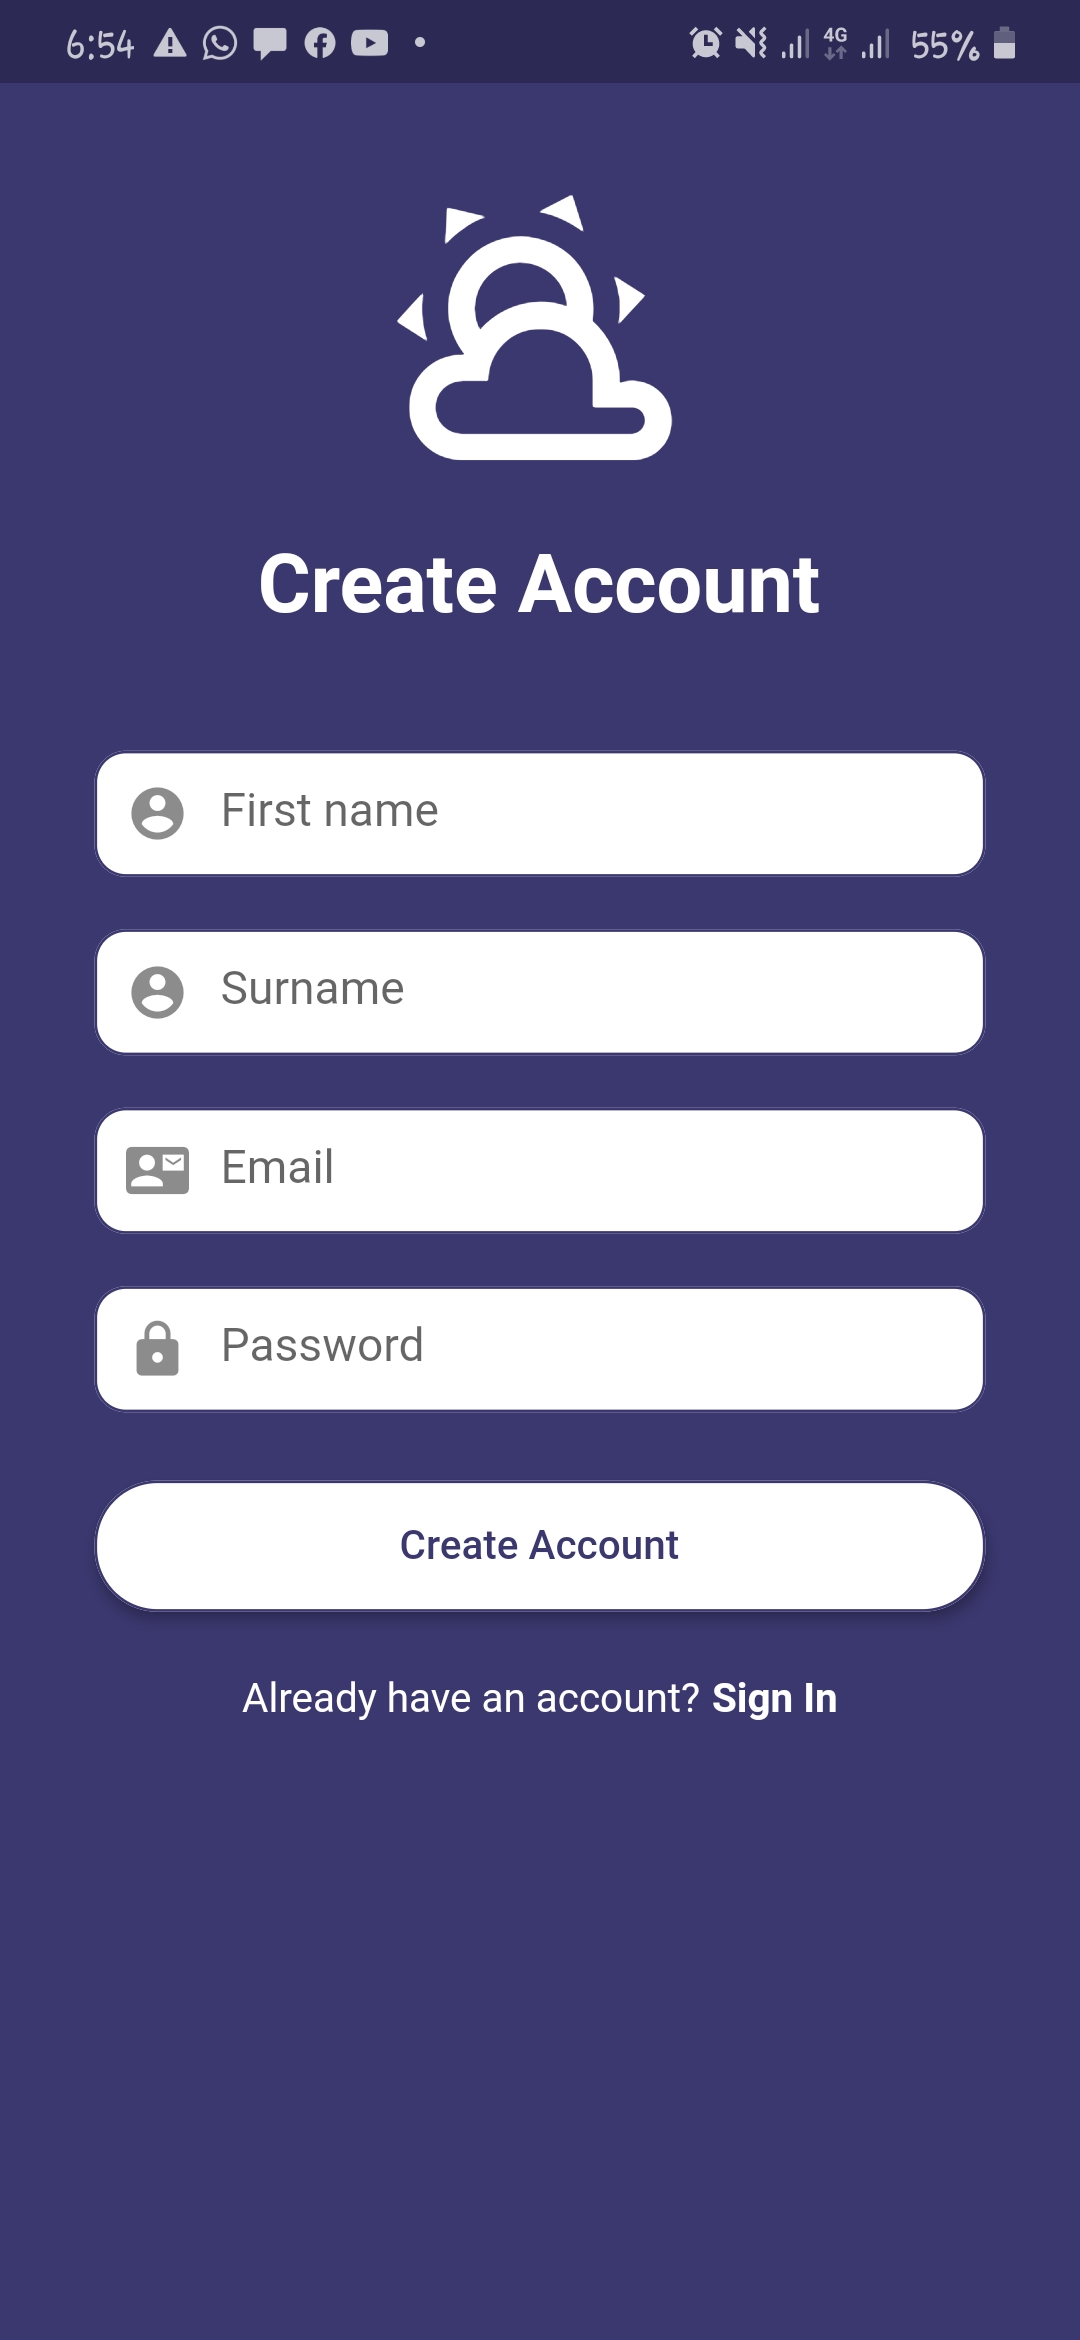 6:54 4G 55%
Create Account
First name
Surname
Email
Password
Create Account
Already have an account? Sign In